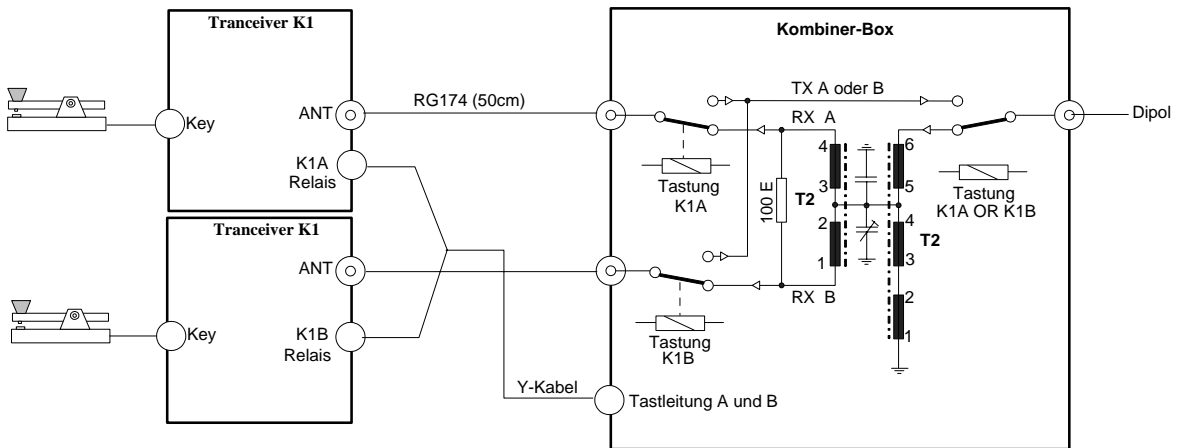 Tranceiver K1
Key
ANT
K1A
Relais
Tranceiver K1
Key
ANT
K1B
Relais
RG174 (50cm)
Y-Kabel
Kombiner-Box
TX A oder B
RX A
Tastung
K1A
100 E
T2
4
3
2
1
6
5
4
3
2
1
T2
Tastung
K1A OR K1B
Dipol
RX B
Tastung
K1B
Tastleitung A und B